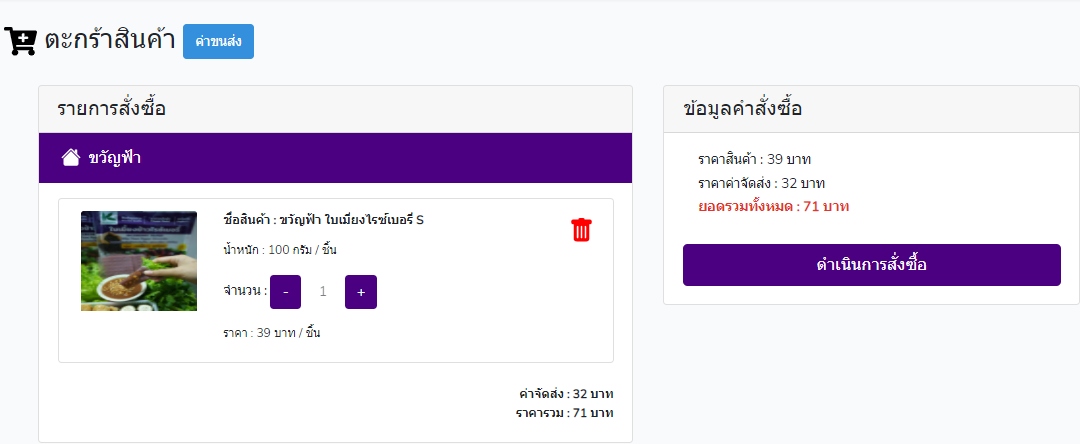 ตะกร้าสินค้า ค่าขนส่ง
รายการสั่งซื้อ
ขวัญฟ้า
ชื่อสินค้า : ขวัญฟ้า ใบเมี่ยงไรซ์เบอรี่ S
น้ำหนัก : 100 กรัม / ชิ้น
จำนวน : - 1 +
ราคา : 39 บาท / ชิ้น
ค่าจัดส่ง : 32 บาท
ราคารวม : 71 บาท
ข้อมูลคำสั่งซื้อ
ราคาสินค้า : 39 บาท
ราคาค่าจัดส่ง : 32 บาท
ยอดรวมทั้งหมด : 71 บาท
ดำเนินการสั่งซื้อ